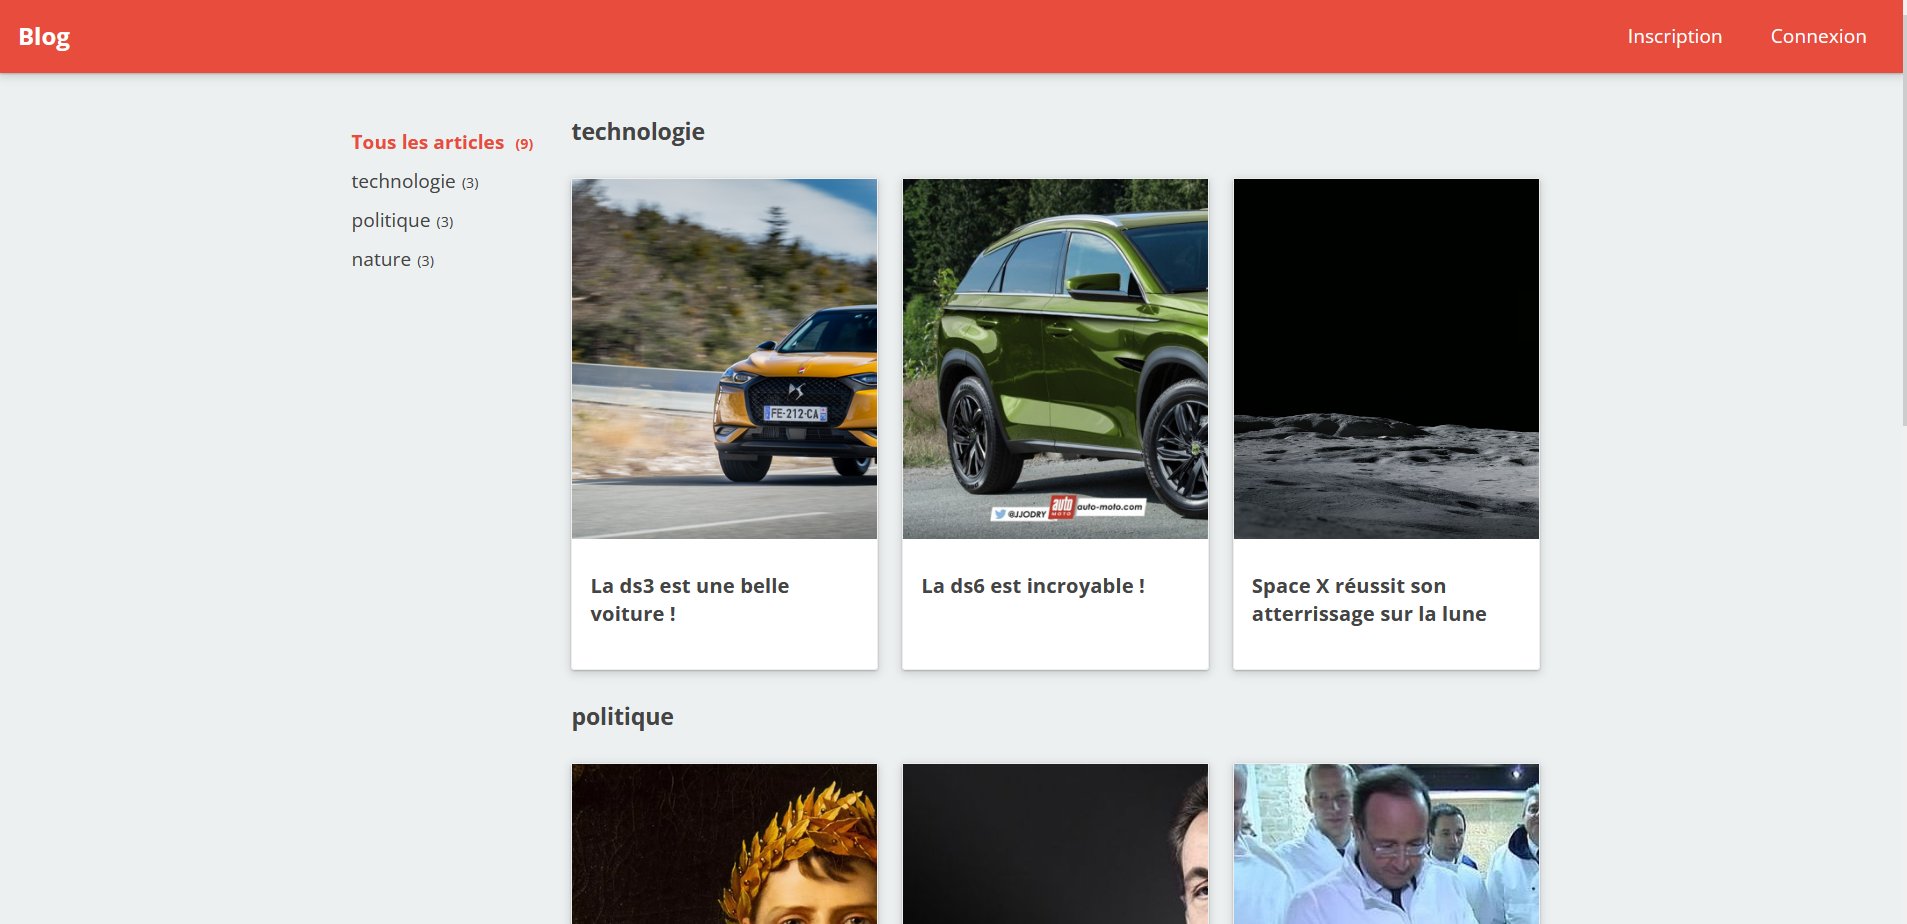 Blog
Inscription
Connexion
Tous les articles (9)
technologie (3)
politique (3)
nature (3)
technologie
FE-212-CA
@JJODRY
auto
MOTO
auto-moto.com
La ds3 est une belle
voiture !
La ds6 est incroyable !
Space X réussit son
atterrissage sur la lune
politique